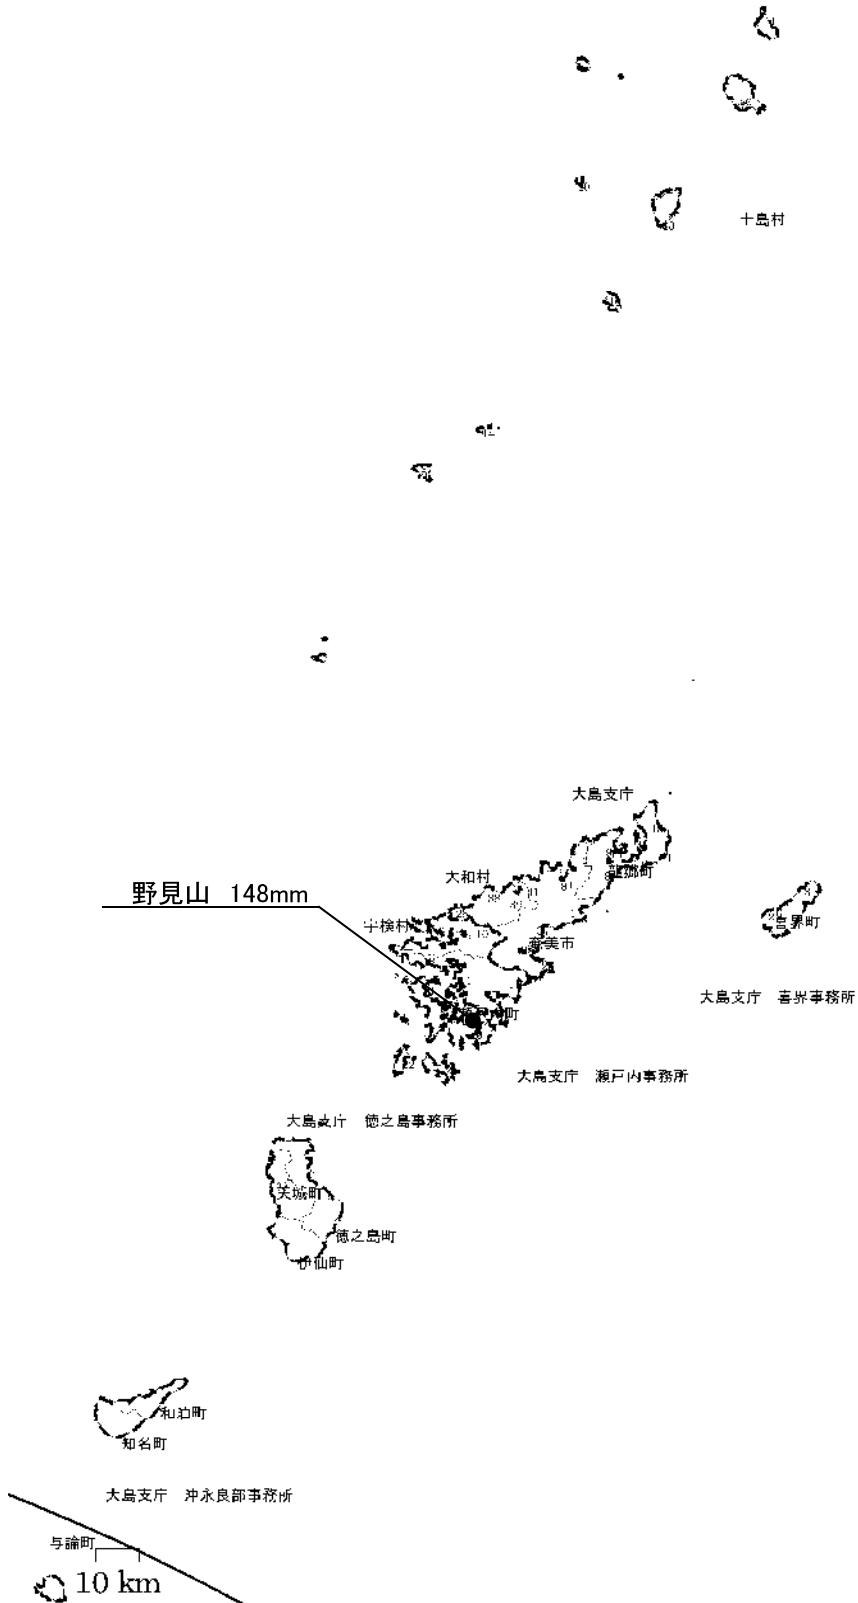 十島村
大島支庁
龍郷町
大和村
野見山 148mm
宇検村
奄美市
喜界町
大島支庁 喜界事務所
大島支庁 瀬戸内事務所
大島支庁 徳之島事務所
天城町
徳之島町
伊仙町
和泊町
知名町
大島支庁 沖永良部事務所
与論町
10 km